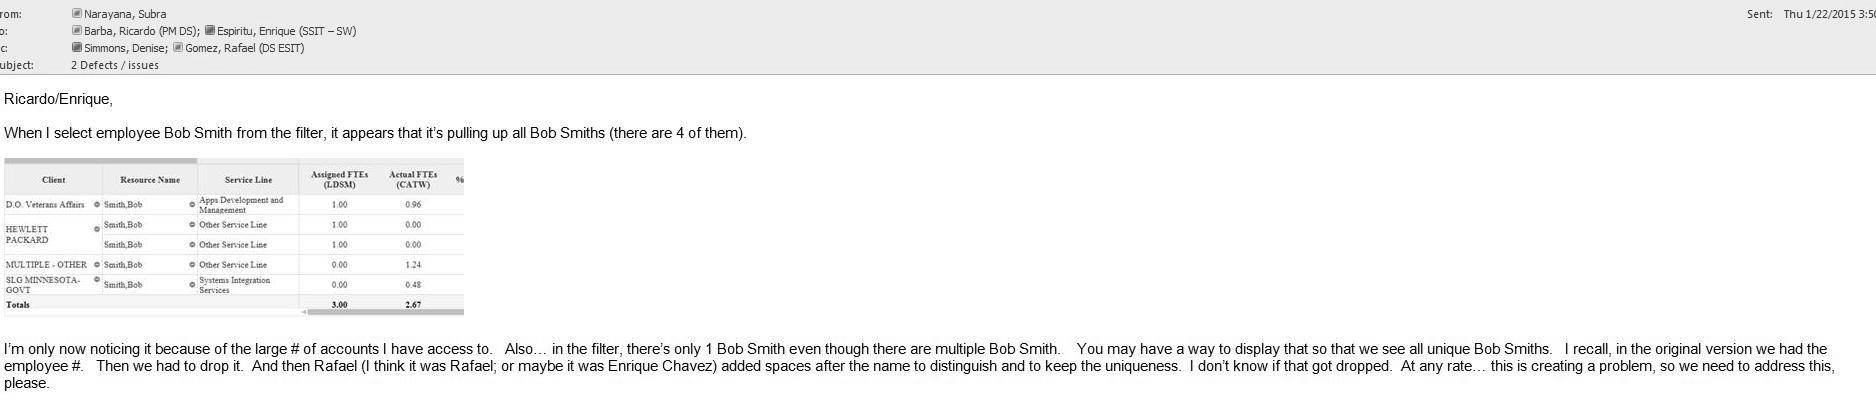 rom: Narayana, Subra Sent: Thu 1/22/2015 3:50
o: Barba, Ricardo (PM DS); Espiritu, Enrique (SSIT – SW)
c: Simmons, Denise; Gomez, Rafael (DS ESIT)
ubject: 2 Defects / issues
Ricardo/Enrique,
When I select employee Bob Smith from the filter, it appears that it's pulling up all Bob Smiths (there are 4 of them).
Client Resource Name Service Line Assigned FTEs (LDSM) Actual FTEs (CATW) %
D.O. Veterans Affairs Smith,Bob Apps Development and Management 1.00 0.96
HEWLETT PACKARD Smith,Bob Other Service Line 1.00 0.00
Smith,Bob Other Service Line 1.00 0.00
MULTIPLE - OTHER Smith,Bob Other Service Line 0.00 1.24
SLG MINNESOTA- GOVT Smith,Bob Systems Integration Services 0.00 0.48
Totals 3.00 2.67
I'm only now noticing it because of the large # of accounts I have access to. Also… in the filter, there's only 1 Bob Smith even though there are multiple Bob Smith. You may have a way to display that so that we see all unique Bob Smiths. I recall, in the original version we had the
employee #. Then we had to drop it. And then Rafael (I think it was Rafael; or maybe it was Enrique Chavez) added spaces after the name to distinguish and to keep the uniqueness. I don't know if that got dropped. At any rate… this is creating a problem, so we need to address this,
please.